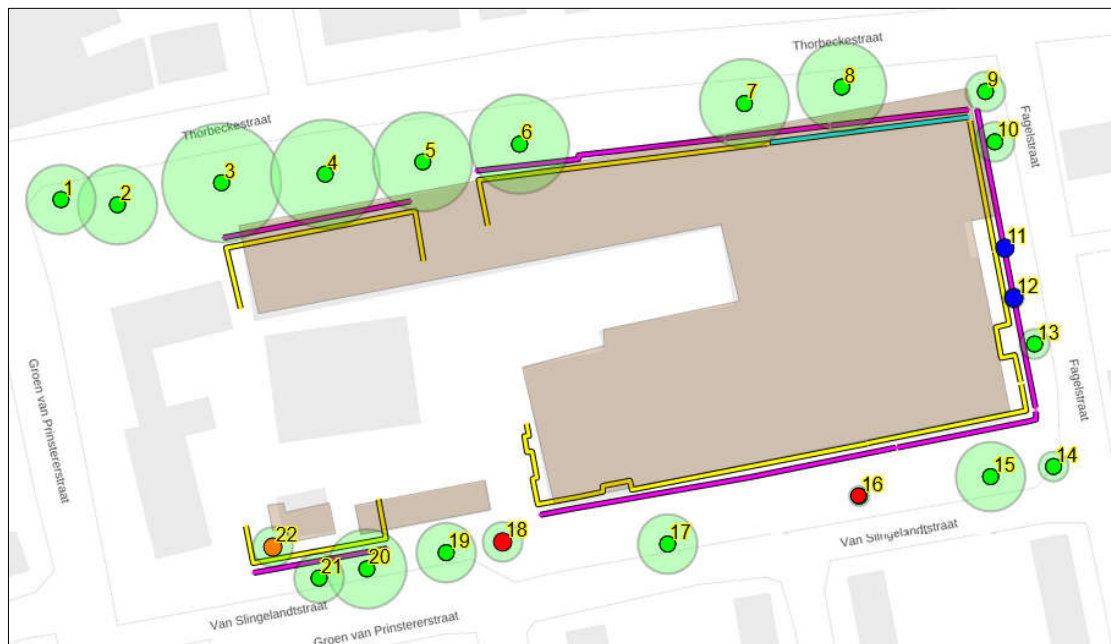 Thorbeckestraat
8
7
9
Fagelstraat
Thorbeckestraat
6
10
5
4
3
1
2
11
12
13
Groen van Prinstererstraat
Fagelstraat
14
15
16
Van Slingelandtstraat
22
18
17
19
20
21
Van Slingelandtstraat
Groen van Prinstererstraat